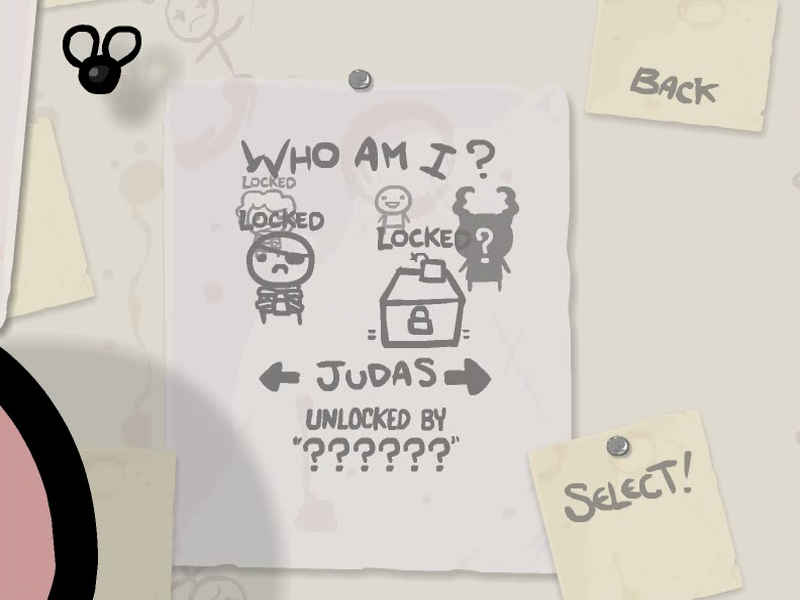 BACK
WHO AM I?
LOCKED
LOCKED
LOCKED
?
JUDAS
UNLOCKED BY
"??????"
SELECT!